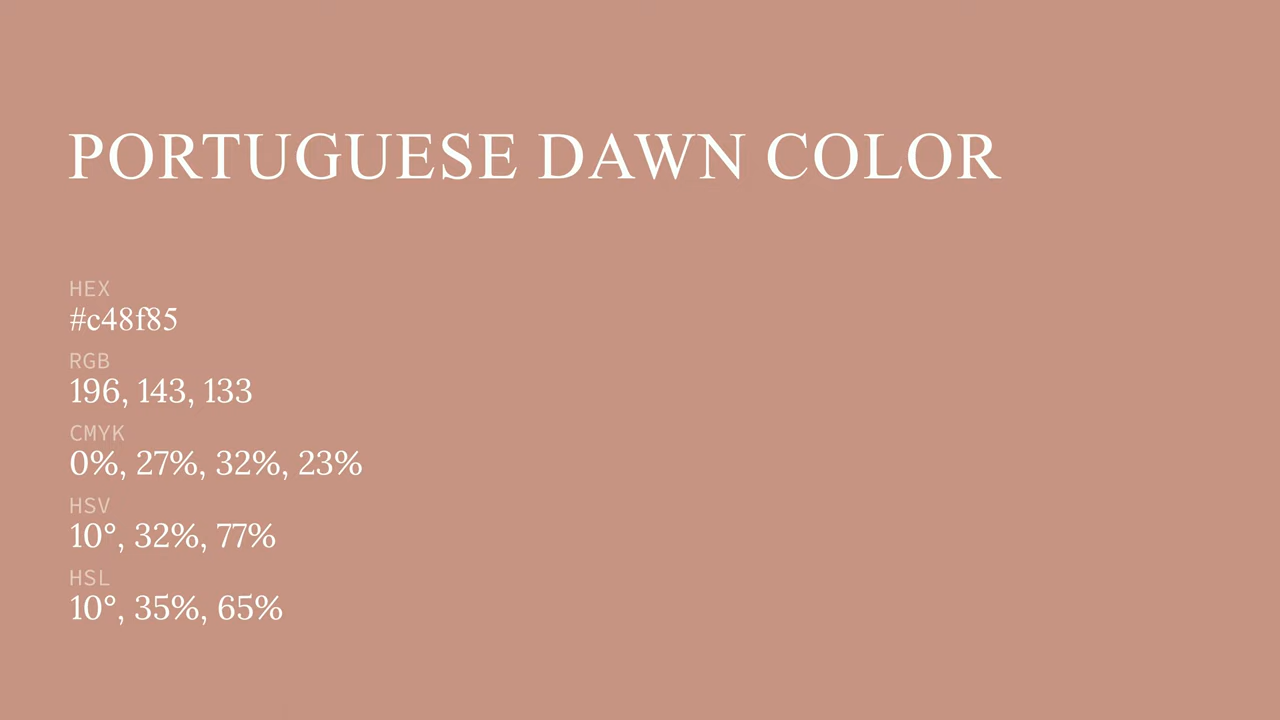 PORTUGUESE DAWN COLOR
HEX
#c48f85
RGB
196, 143, 133
CMYK
0%, 27%, 32%, 23%
HSV
10°, 32%, 77%
HSL
10°, 35%, 65%